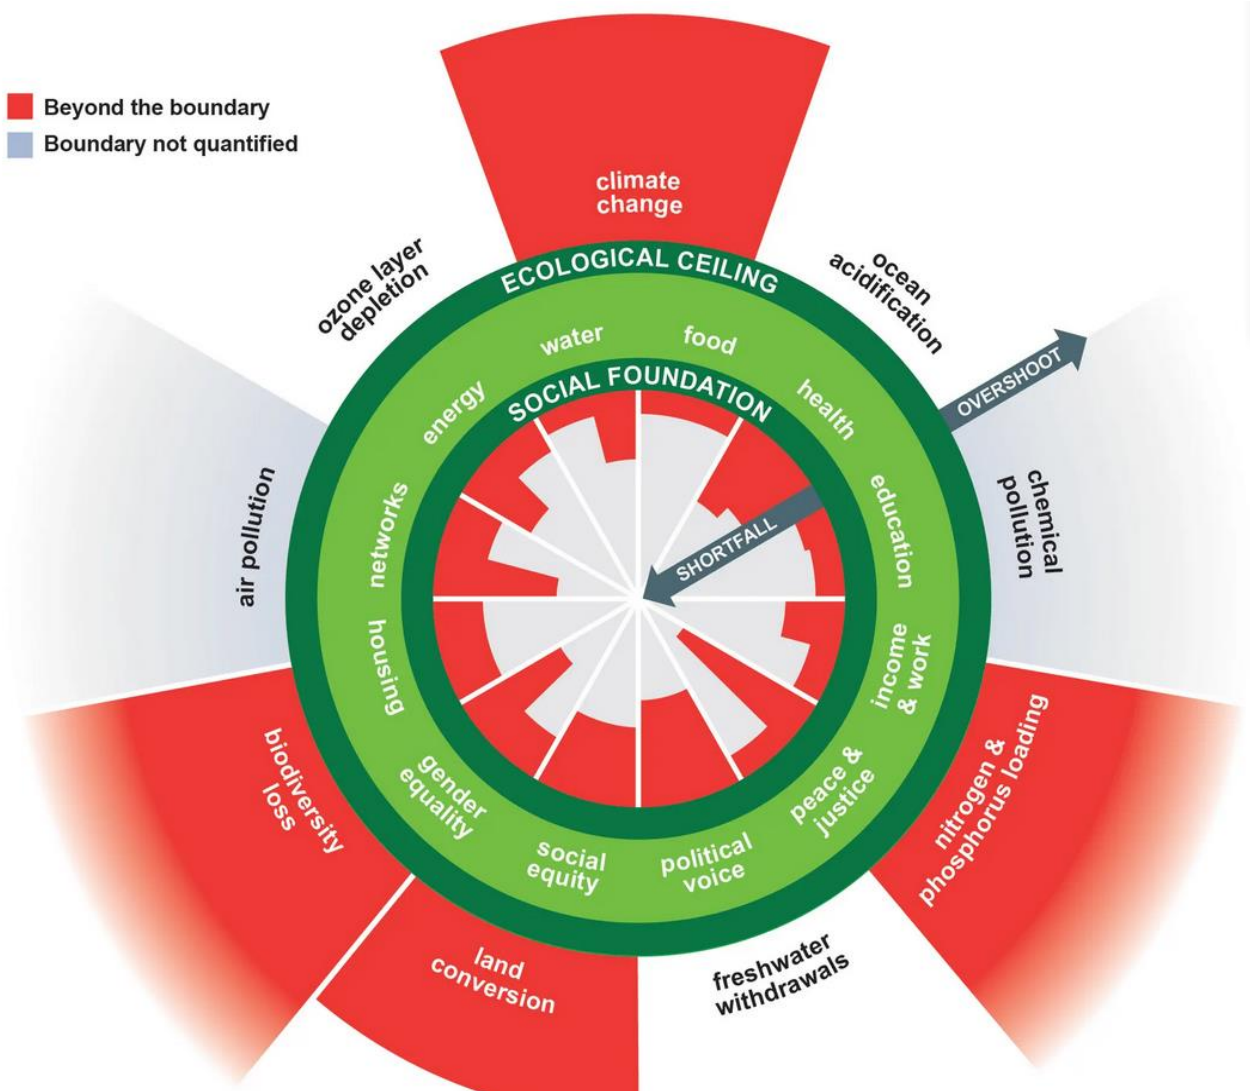 Beyond the boundary
Boundary not quantified
climate
change
ozone layer
depletion
ocean
acidification
ECOLOGICAL CEILING
OVERSHOOT
water
food
energy
health
SOCIAL FOUNDATION
networks
education
SHORTFALL
air pollution
chemical
pollution
housing
income
& work
biodiversity
loss
nitrogen &
phosphorus loading
gender
equality
peace &
justice
social
equity
political
voice
land
conversion
freshwater
withdrawals